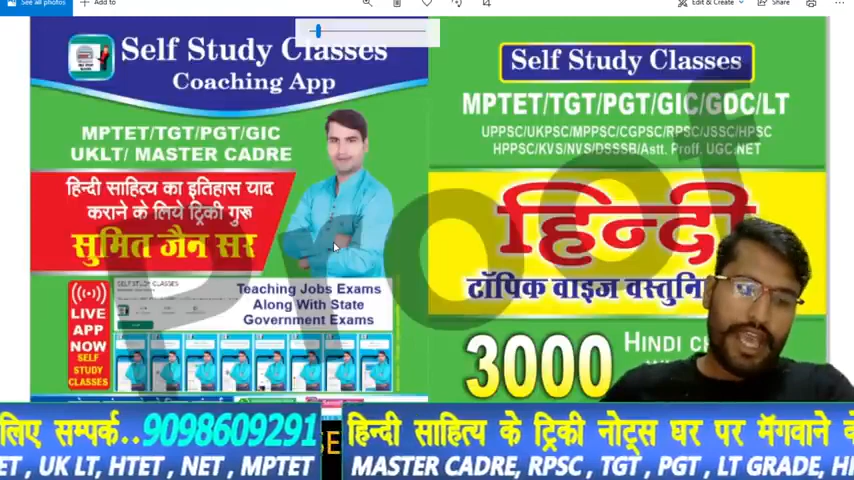 See all photos
Add to
Edit & Create
Share
Self Study Classes
Coaching App
MPTET/TGT/PGT/GIC
UKLT/ MASTER CADRE
हिन्दी साहित्य का इतिहास याद
कराने के लिये ट्रिकी गुरू
सुमित जैन सर
LIVE
APP
NOW
SELF
STUDY
CLASSES
SELF STUDY CLASSES
Teaching Jobs Exams
Along With State
Government Exams
Self Study Classes
MPTET/TGT/PGT/GIC/GDC/LT
UPPSC/UKPSC/MPPSC/CGPSC/RPSC/JSSC/HPSC
HPPSC/KVS/NVS/DSSSB/Astt. Proff. UGC.NET
हिन्दी
टॉपिक वाइज
3000 HINDI
Proof
लिए सम्पर्क..9098609291
हिन्दी साहित्य के ट्रिकी नोट्स घर पर मॅगवाने
ET , UK LT, HTET , NET , MPTET
MASTER CADRE, RPSC , TGT , PGT , LT GRADE,